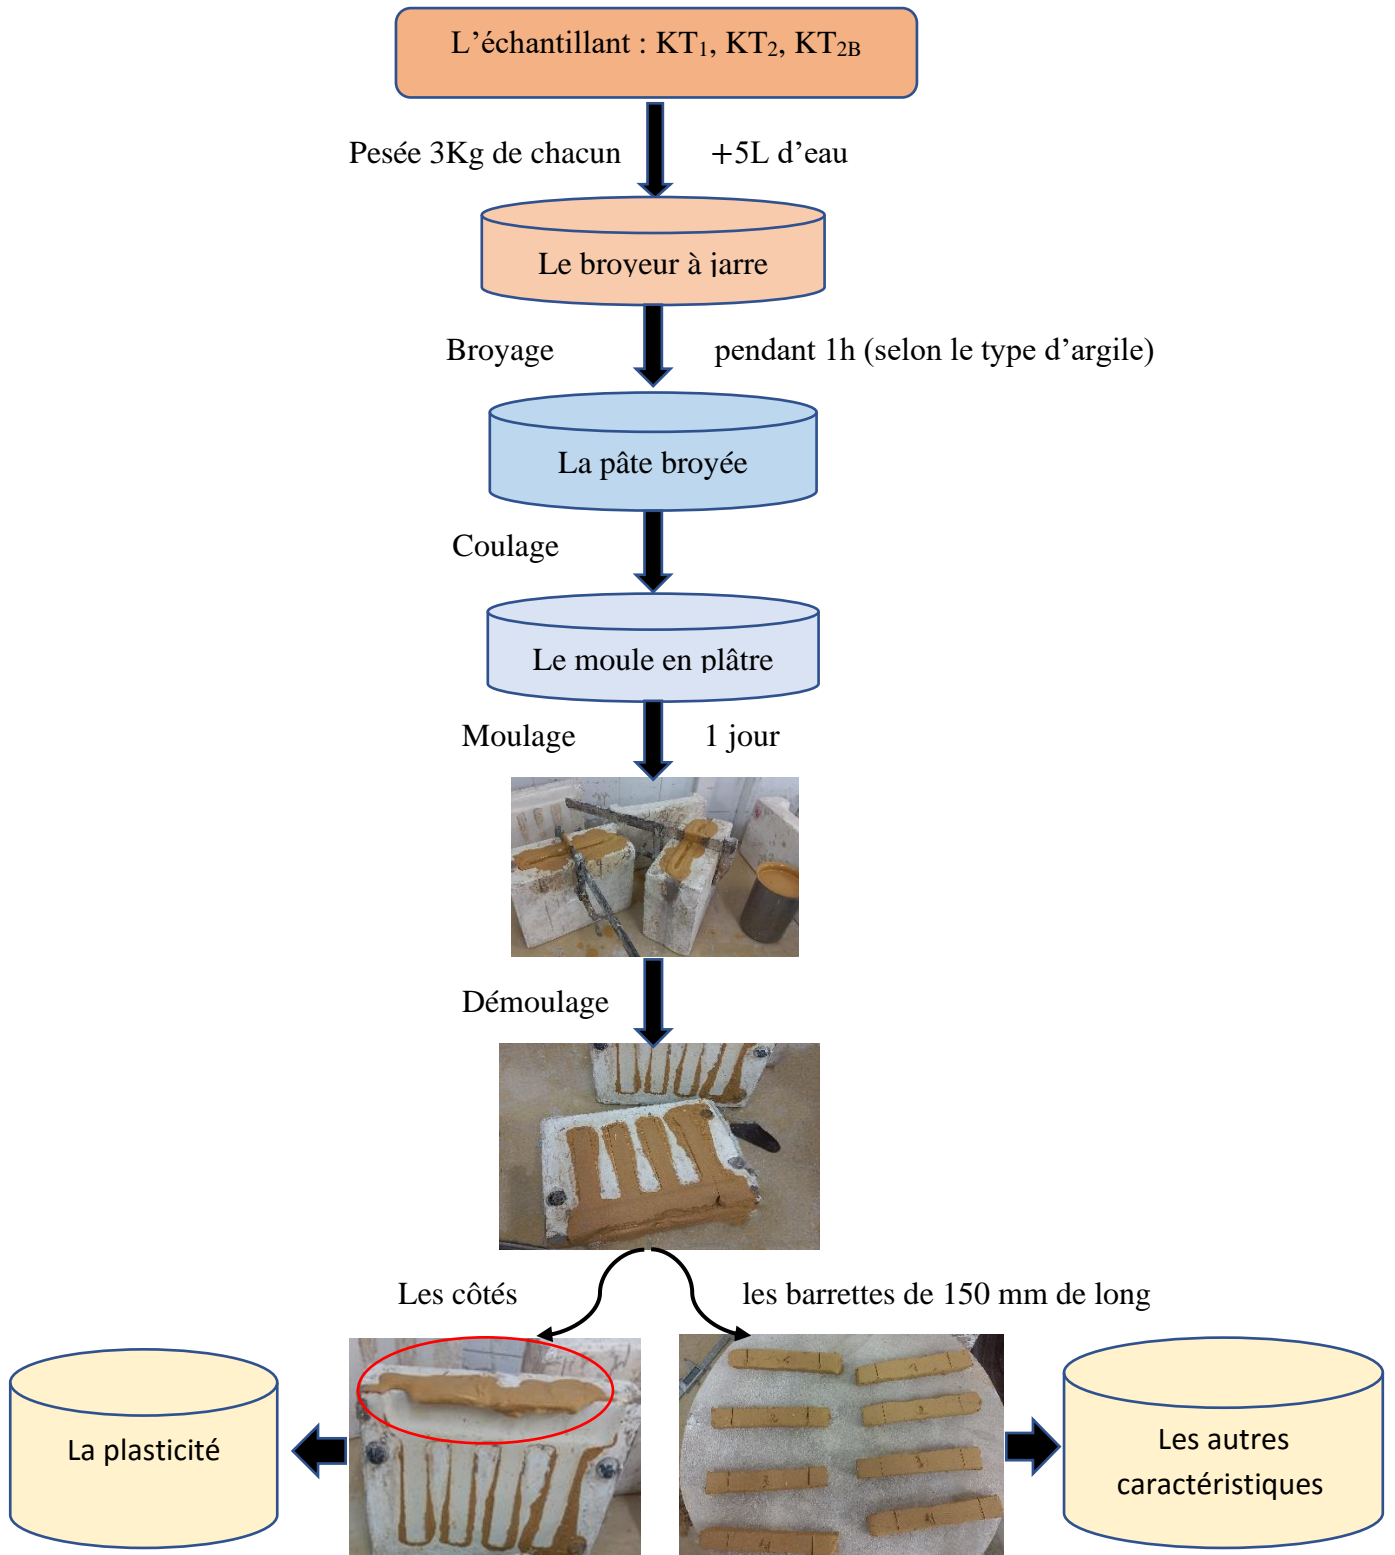 L’échantillant : KT₁, KT₂, KT₂B
Pesée 3Kg de chacun +5L d’eau
Le broyeur à jarre
Broyage pendant 1h (selon le type d’argile)
La pâte broyée
Coulage
Le moule en plâtre
Moulage 1 jour
Démoulage
Les côtés les barrettes de 150 mm de long
La plasticité
Les autres
caractéristiques